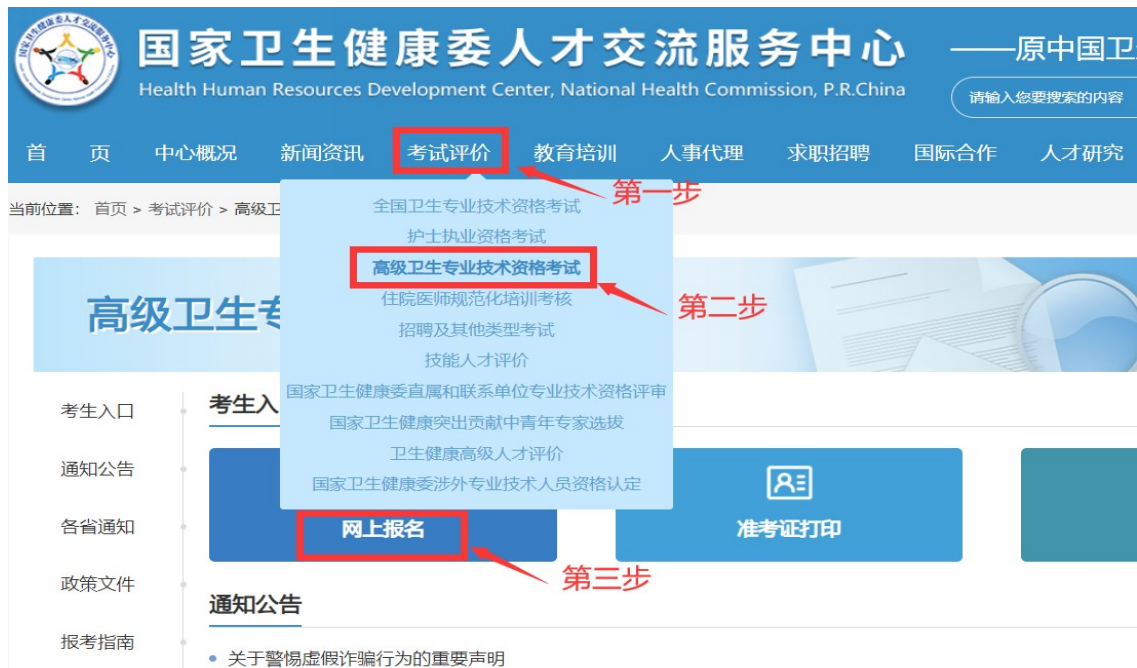 国家卫生健康委人才交流服务中心
——原中国卫
Health Human Resources Development Center, National Health Commission, P.R.China
请输入您要搜索的内容
首 页 中心概况 新闻资讯 考试评价 教育培训 人事代理 求职招聘 国际合作 人才研究
第一步
当前位置: 首页 > 考试评价 > 高级卫
全国卫生专业技术资格考试
护士执业资格考试
高级卫生专业技术资格考试
住院医师规范化培训考核
第二步
高级卫生专
招聘及其他类型考试
技能人才评价
国家卫生健康委直属和联系单位专业技术资格评审
考生入口
考生入
国家卫生健康突出贡献中青年专家选拔
卫生健康高级人才评价
通知公告
国家卫生健康委涉外专业技术人员资格认定
各省通知
网上报名
准考证打印
第三步
政策文件
通知公告
报考指南
关于警惕虚假诈骗行为的重要声明